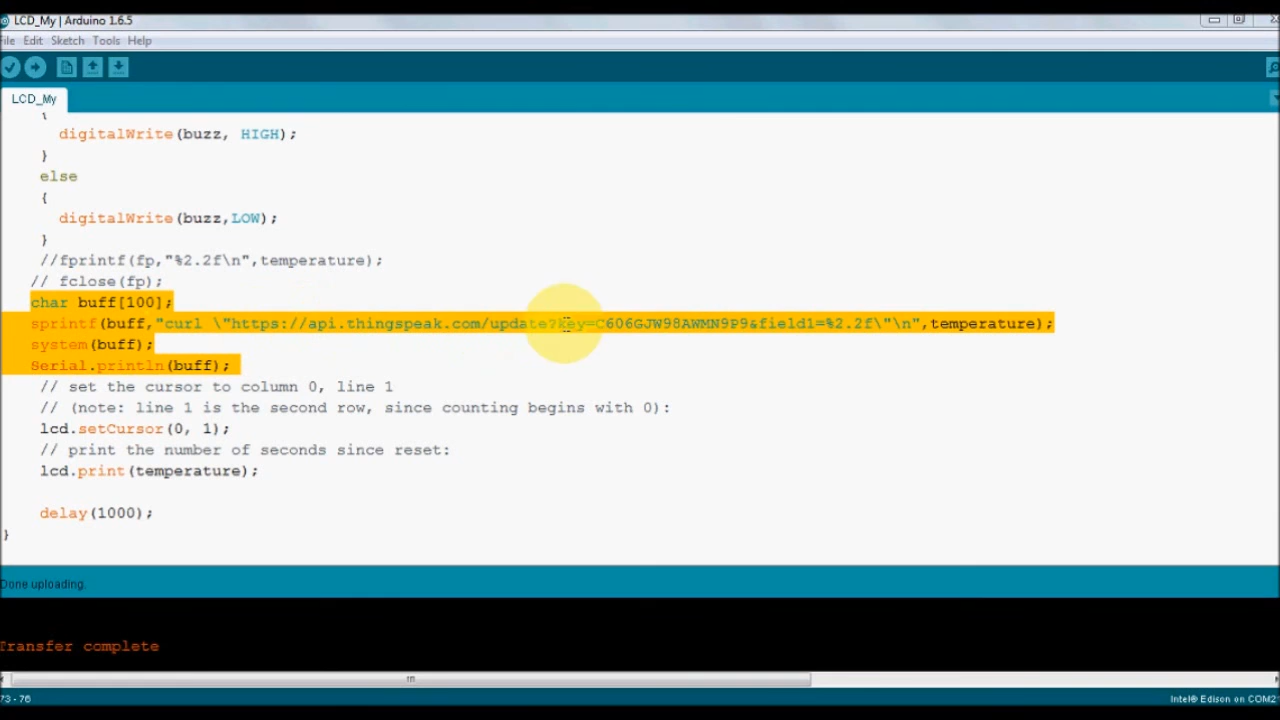 LCD_My | Arduino 1.6.5
File Edit Sketch Tools Help
LCD_My
{
digitalWrite(buzz, HIGH);
}
else
{
digitalWrite(buzz,LOW);
}
//fprintf(fp,"%2.2f\n",temperature);
// fclose(fp);
char buff[100];
sprintf(buff,"curl \"https://api.thingspeak.com/update?key=C606GJW98AWMN9P9&field1=%2.2f\"\n",temperature);
system(buff);
Serial.println(buff);
// set the cursor to column 0, line 1
// (note: line 1 is the second row, since counting begins with 0):
lcd.setCursor(0, 1);
// print the number of seconds since reset:
lcd.print(temperature);
delay(1000);
}
Done uploading.
Transfer complete
73 - 76
Intel® Edison on COM2